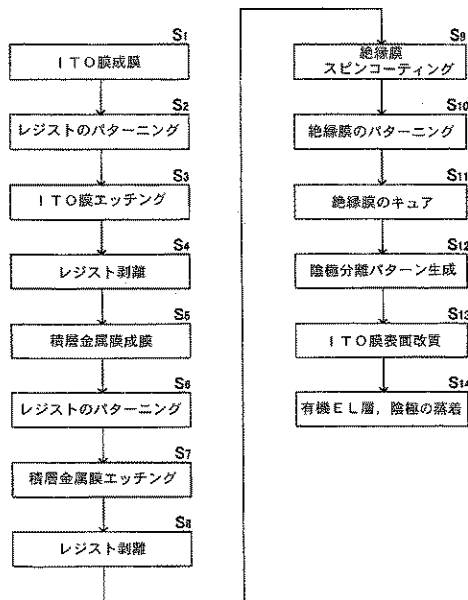 S1
ITO膜成膜
S2
レジストのパターニング
S3
ITO膜エッチング
S4
レジスト剥離
S5
積層金属膜成膜
S6
レジストのパターニング
S7
積層金属膜エッチング
S8
レジスト剥離
S9
絶縁膜
スピンコーティング
S10
絶縁膜のパターニング
S11
絶縁膜のキュア
S12
陰極分離パターン生成
S13
ITO膜表面改質
S14
有機EL層,陰極の蒸着